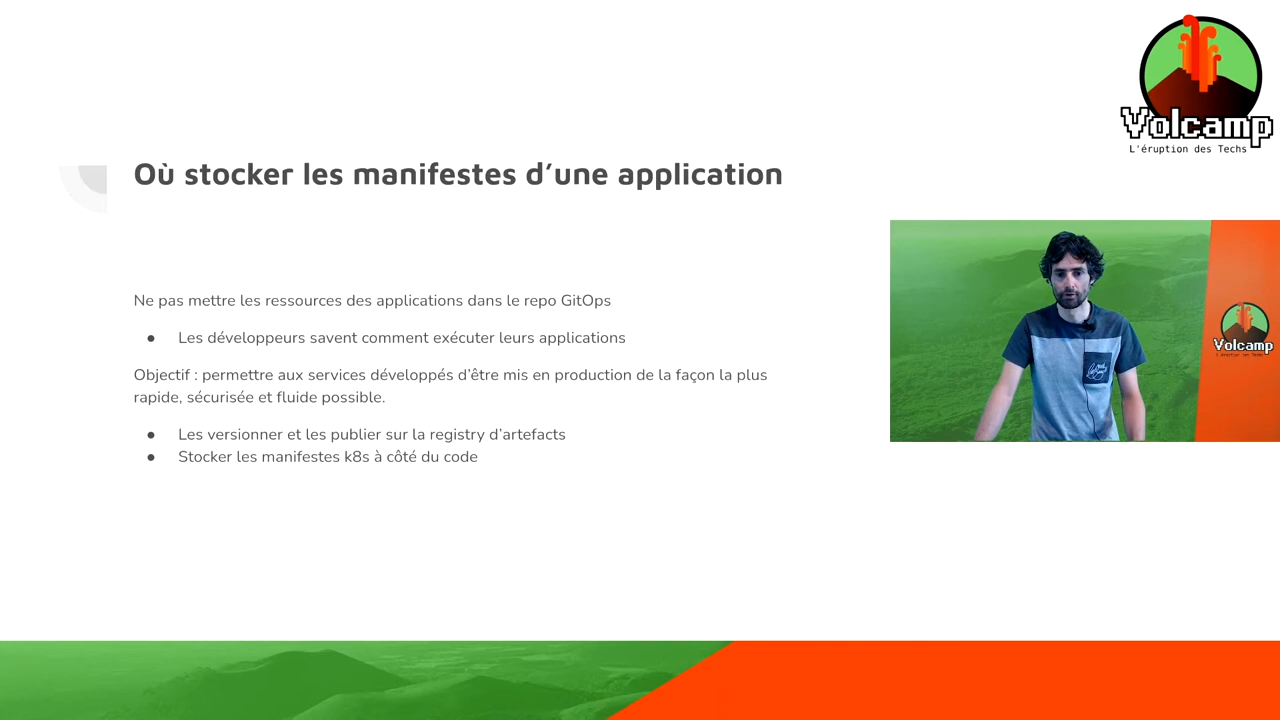 Volcamp
L'éruption des Techs
Où stocker les manifestes d’une application
Ne pas mettre les ressources des applications dans le repo GitOps
● Les développeurs savent comment exécuter leurs applications
Objectif : permettre aux services développés d’être mis en production de la façon la plus
rapide, sécurisée et fluide possible.
● Les versionner et les publier sur la registry d’artefacts
● Stocker les manifestes k8s à côté du code
Volcamp